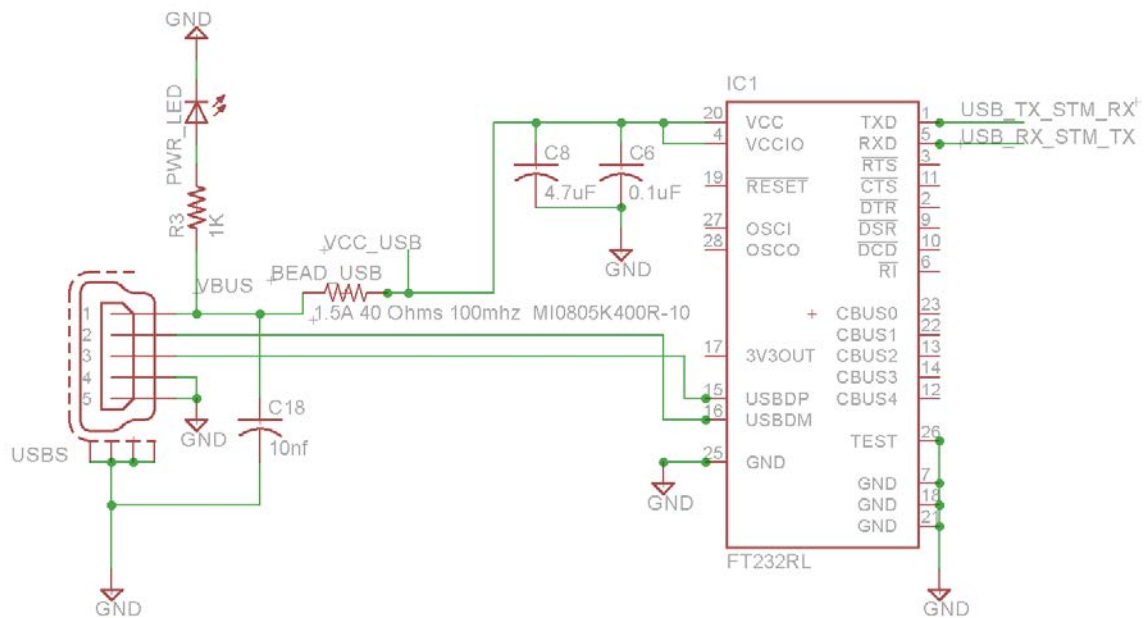 GND
PWR_LED
R3
1K
VBUS
BEAD_USB
VCC_USB
1.5A 40 Ohms 100mhz MI0805K400R-10
1
2
3
4
5
USBS
GND
C18
10nf
GND
C8
4.7uF
C6
0.1uF
GND
IC1
20 VCC
4 VCCIO
19 RESET
27 OSCI
28 OSCO
17 3V3OUT
15 USBDP
16 USBDM
25 GND
GND
TXD 1 USB_TX_STM_RX
RXD 5 USB_RX_STM_TX
RTS 3
CTS 11
DTR 2
DSR 9
DCD 10
RI 6
CBUS0 23
CBUS1 22
CBUS2 13
CBUS3 14
CBUS4 12
TEST 26
GND 7
GND 18
GND 21
FT232RL
GND